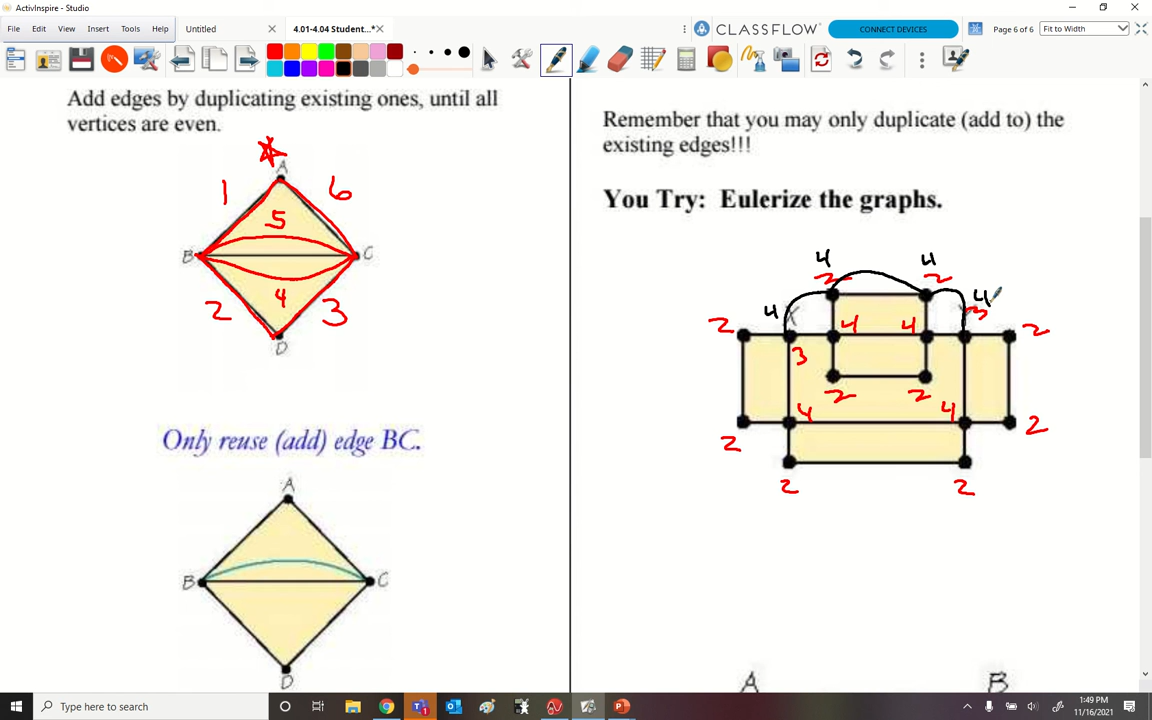 ActivInspire - Studio
File Edit View Insert Tools Help
Untitled
4.01-4.04 Student...*
CLASSFLOW
CONNECT DEVICES
Page 6 of 6
Fit to Width
Add edges by duplicating existing ones, until all
vertices are even.
A
1
6
5
B
C
4
2
3
D
Only reuse (add) edge BC.
A
B
C
D
Remember that you may only duplicate (add to) the
existing edges!!!
You Try: Eulerize the graphs.
4 4
2 2
4 4
3
2 4 4 2
3
2 2
4 4
2 2
2 2
A B
Type here to search
1:49 PM
11/16/2021